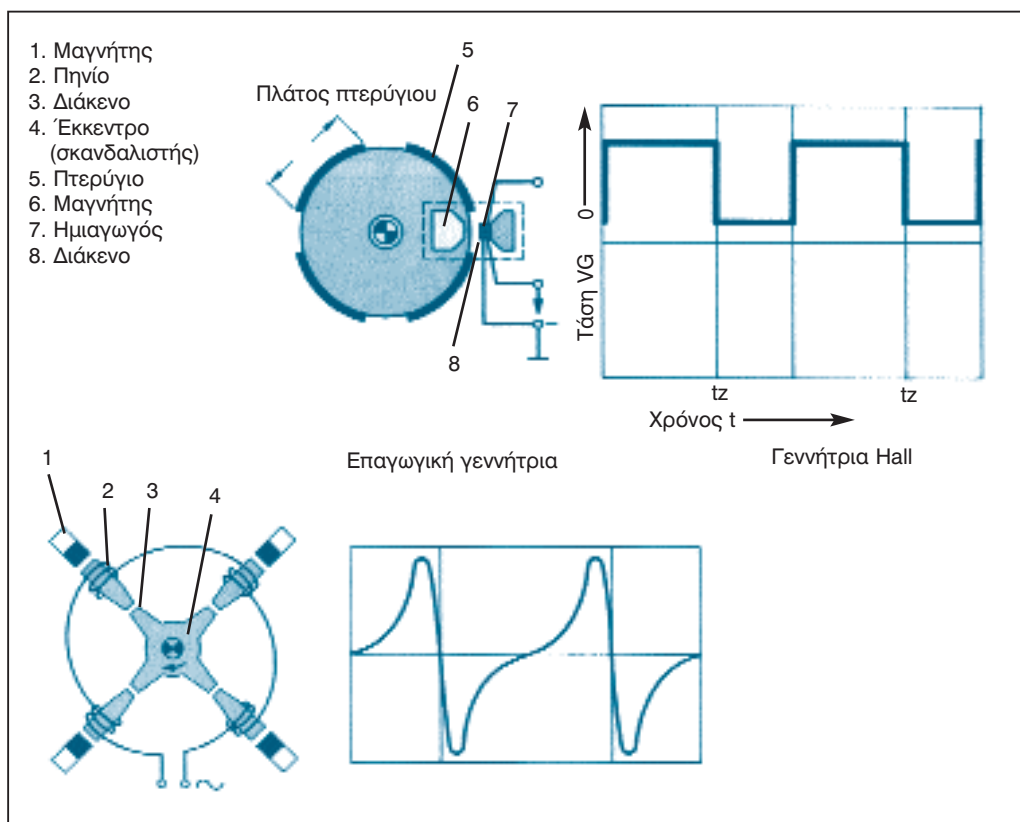 1. Μαγνήτης
2. Πηνίο
3. Διάκενο
4. Έκκεντρο
(σκανδαλιστής)
5. Πτερύγιο
6. Μαγνήτης
7. Ημιαγωγός
8. Διάκενο
Πλάτος πτερύγιου
5
6
7
8
Τάση VG
0
tz
tz
Χρόνος t
Επαγωγική γεννήτρια
Γεννήτρια Hall
1
2
3
4